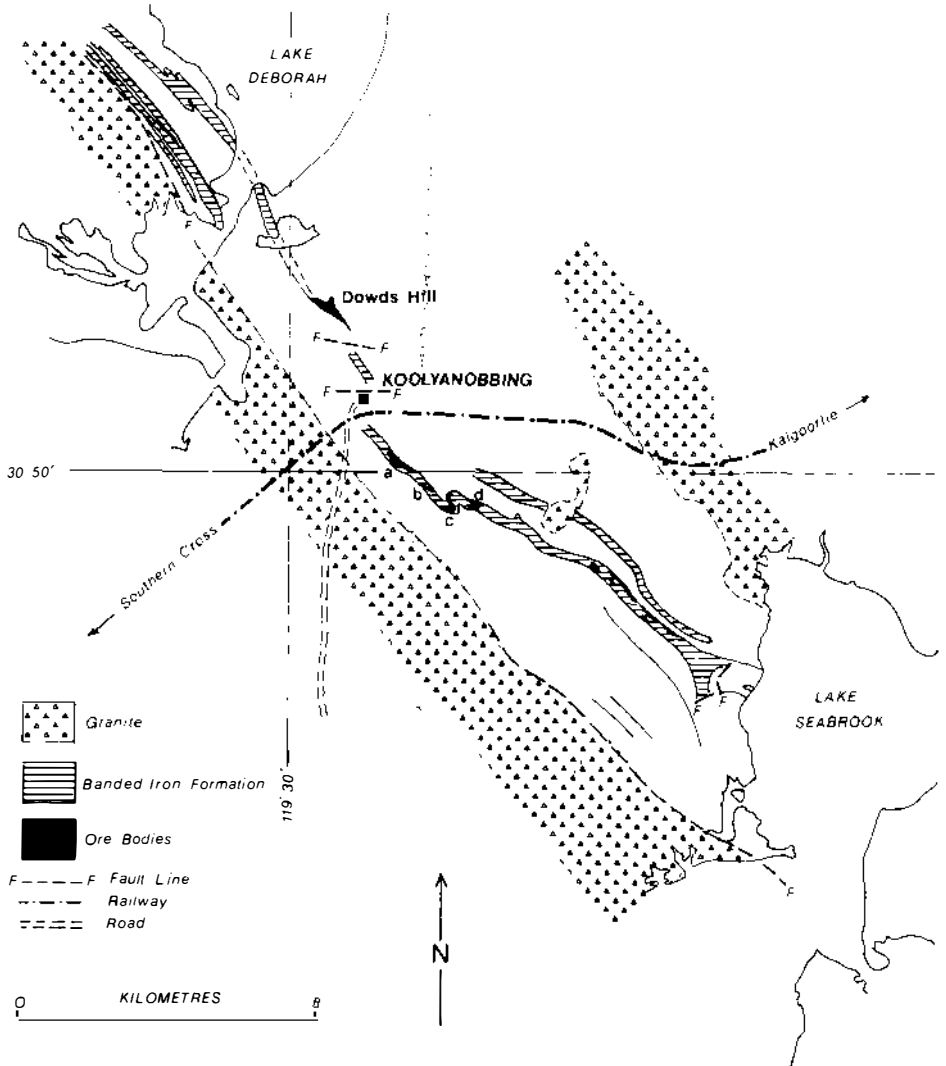 LAKE
DEBORAH
F
Dowds Hill
F F
KOOLYANOBBING
F F
Kalgoorlie
30 50'
a
b
c
d
Southern Cross
LAKE
SEABROOK
F F
119° 30'
Granite
Banded Iron Formation
Ore Bodies
F F Fault Line
Railway
Road
F
N
0 KILOMETRES 8